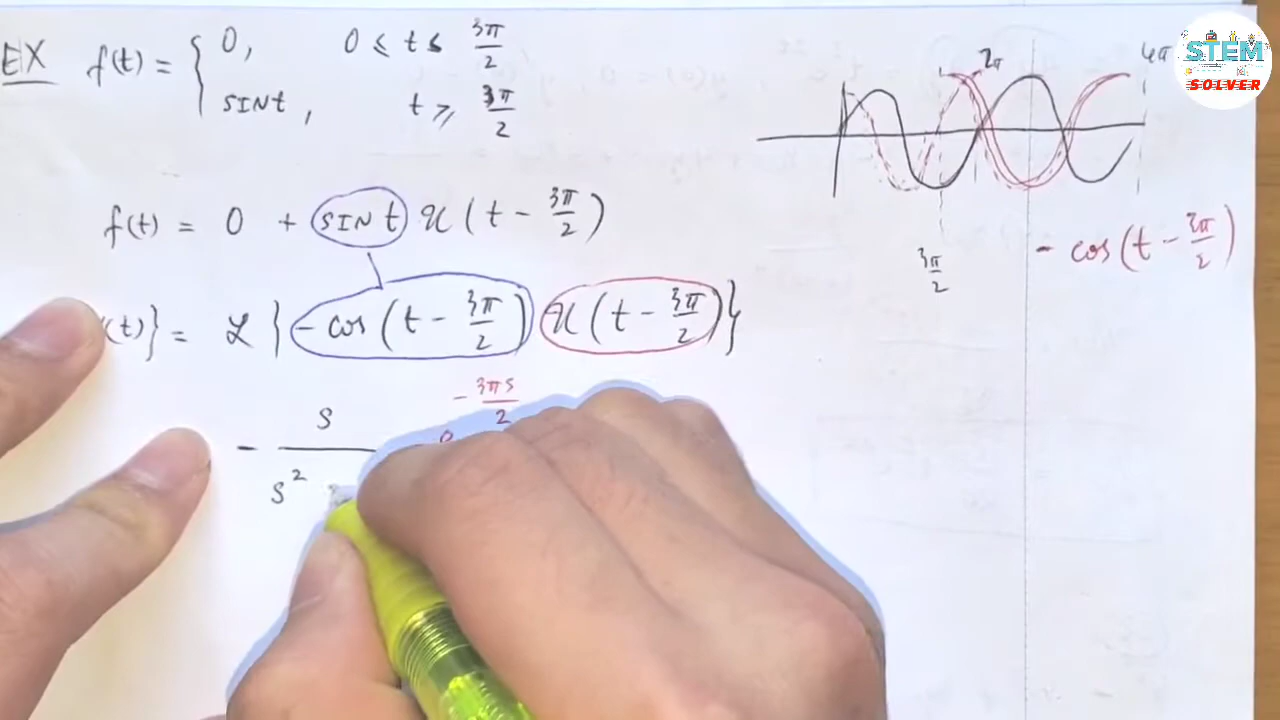 EX f(t) = { 0, 0 ≤ t ≤ 3π/2
SINt, t ≥ 3π/2
f(t) = 0 + SIN t 𝒰(t - 3π/2)
(t)} = ℒ{-cos(t - 3π/2) 𝒰(t - 3π/2)}
- s
s²
e^(-3πs/2)
2π
4π
3π/2
- cos(t - 3π/2)
STEM
SOLVER